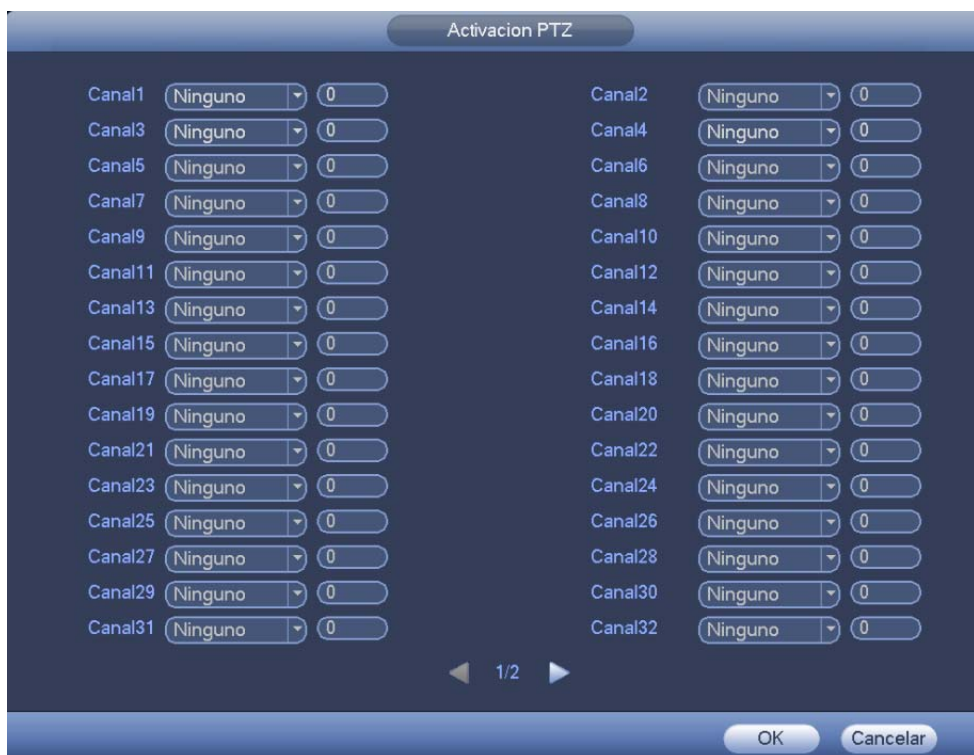 Activacion PTZ
Canal1 Ninguno 0 Canal2 Ninguno 0
Canal3 Ninguno 0 Canal4 Ninguno 0
Canal5 Ninguno 0 Canal6 Ninguno 0
Canal7 Ninguno 0 Canal8 Ninguno 0
Canal9 Ninguno 0 Canal10 Ninguno 0
Canal11 Ninguno 0 Canal12 Ninguno 0
Canal13 Ninguno 0 Canal14 Ninguno 0
Canal15 Ninguno 0 Canal16 Ninguno 0
Canal17 Ninguno 0 Canal18 Ninguno 0
Canal19 Ninguno 0 Canal20 Ninguno 0
Canal21 Ninguno 0 Canal22 Ninguno 0
Canal23 Ninguno 0 Canal24 Ninguno 0
Canal25 Ninguno 0 Canal26 Ninguno 0
Canal27 Ninguno 0 Canal28 Ninguno 0
Canal29 Ninguno 0 Canal30 Ninguno 0
Canal31 Ninguno 0 Canal32 Ninguno 0
1/2
OK Cancelar